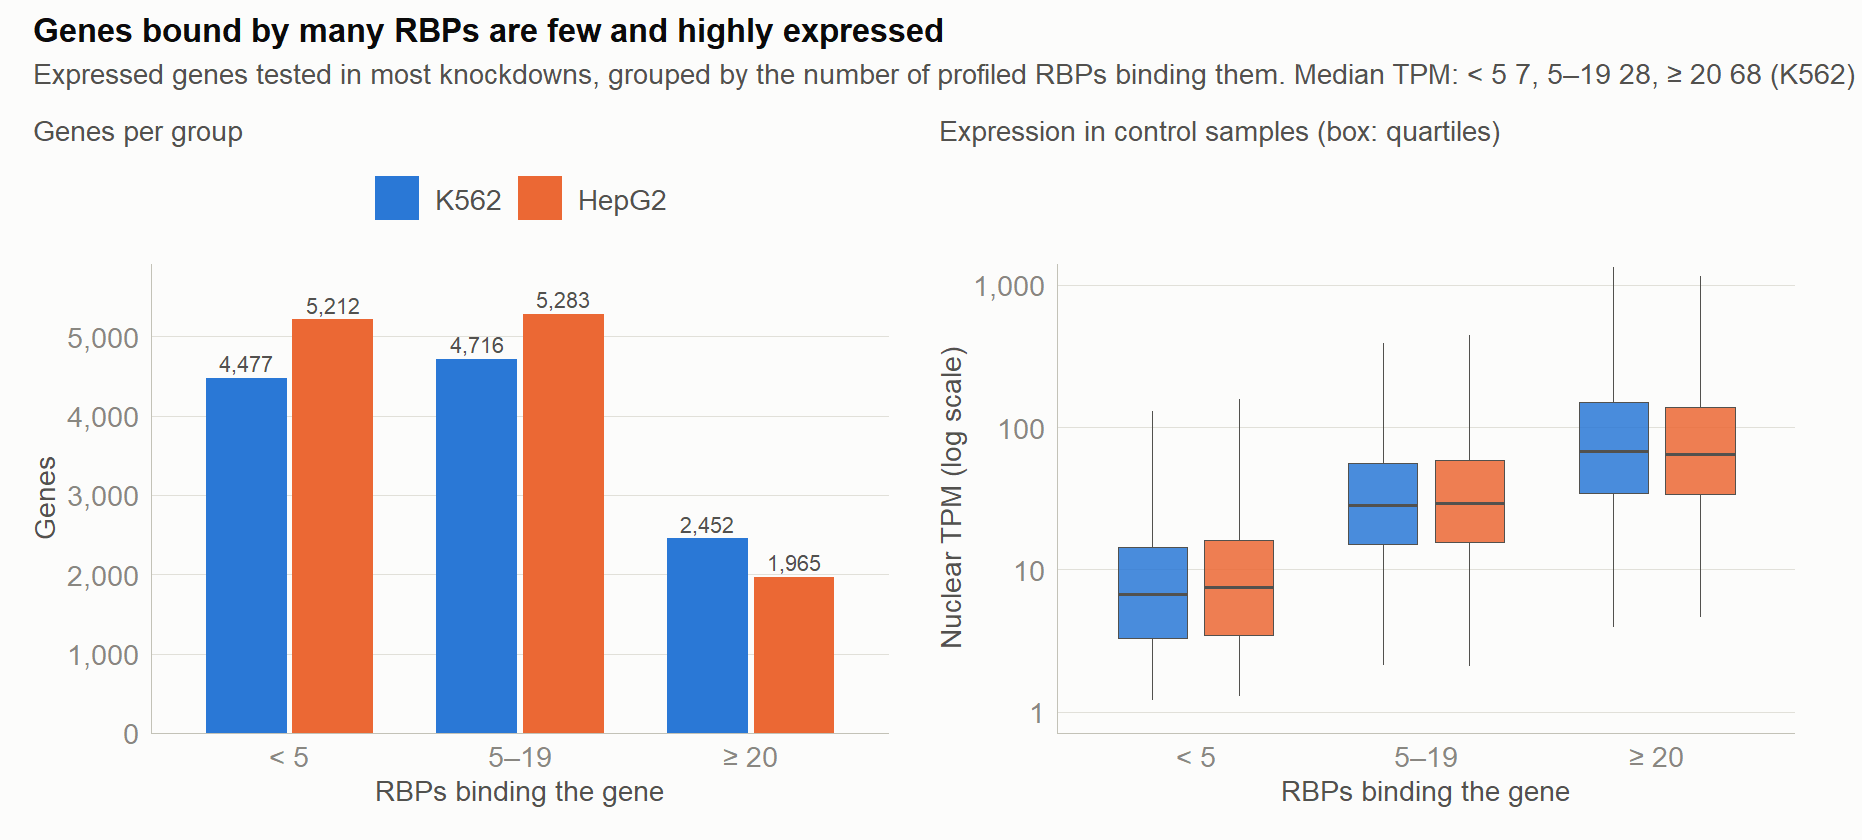 Genes bound by many RBPs are few and highly expressed
Expressed genes tested in most knockdowns, grouped by the number of profiled RBPs binding them. Median TPM: < 5 7, 5–19 28, ≥ 20 68 (K562)
Genes per group
K562 HepG2
Genes
5,000
4,000
3,000
2,000
1,000
0
4,477
5,212
4,716
5,283
2,452
1,965
< 5
5–19
≥ 20
RBPs binding the gene
Expression in control samples (box: quartiles)
Nuclear TPM (log scale)
1,000
100
10
1
< 5
5–19
≥ 20
RBPs binding the gene